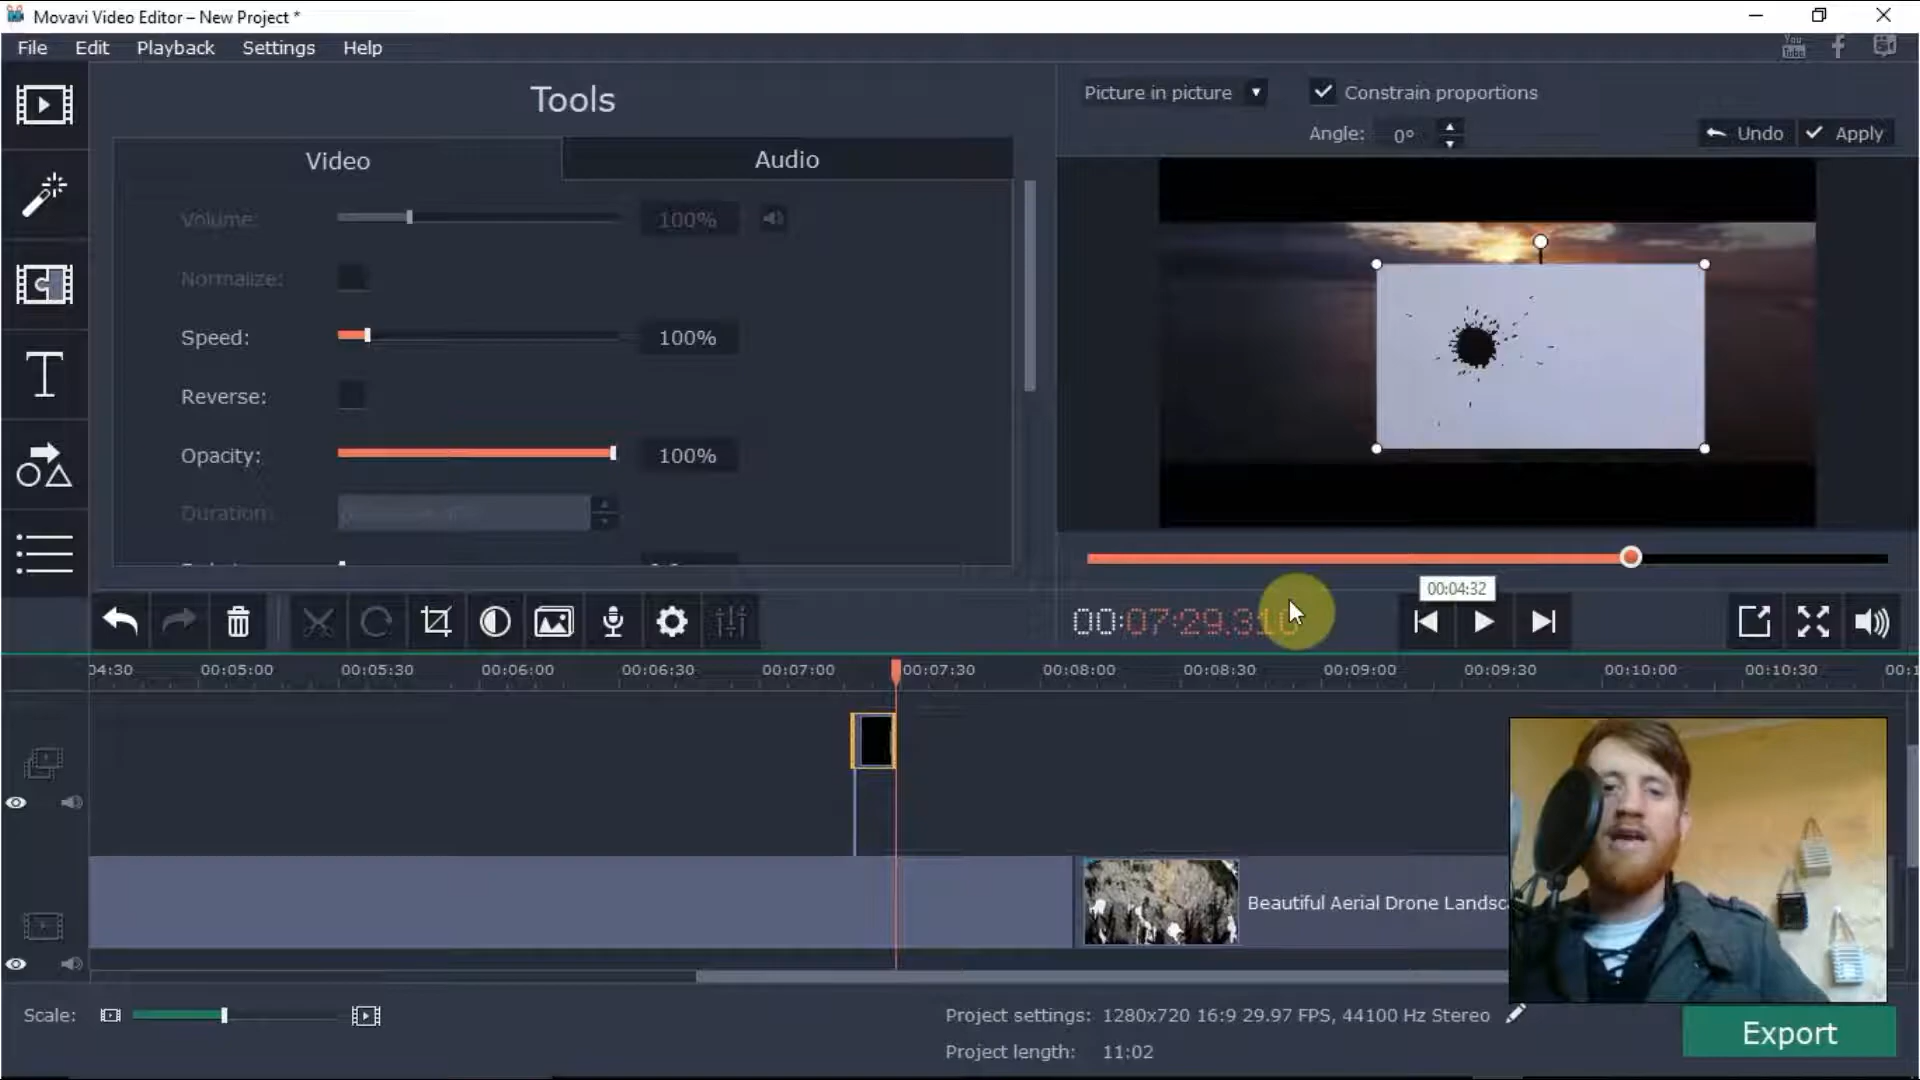 Movavi Video Editor – New Project *
File Edit Playback Settings Help
You Tube
Tools
Video Audio
Volume: 100%
Normalize:
Speed: 100%
Reverse:
Opacity: 100%
Duration:
Picture in picture ▼ Constrain proportions
Angle: 0°
Undo Apply
00:04:32
00:07:29.310
04:30 00:05:00 00:05:30 00:06:00 00:06:30 00:07:00 00:07:30 00:08:00 00:08:30 00:09:00 00:09:30 00:10:00 00:10:30 00:1
Beautiful Aerial Drone Landsc
Scale:
Project settings: 1280x720 16:9 29.97 FPS, 44100 Hz Stereo
Project length: 11:02
Export